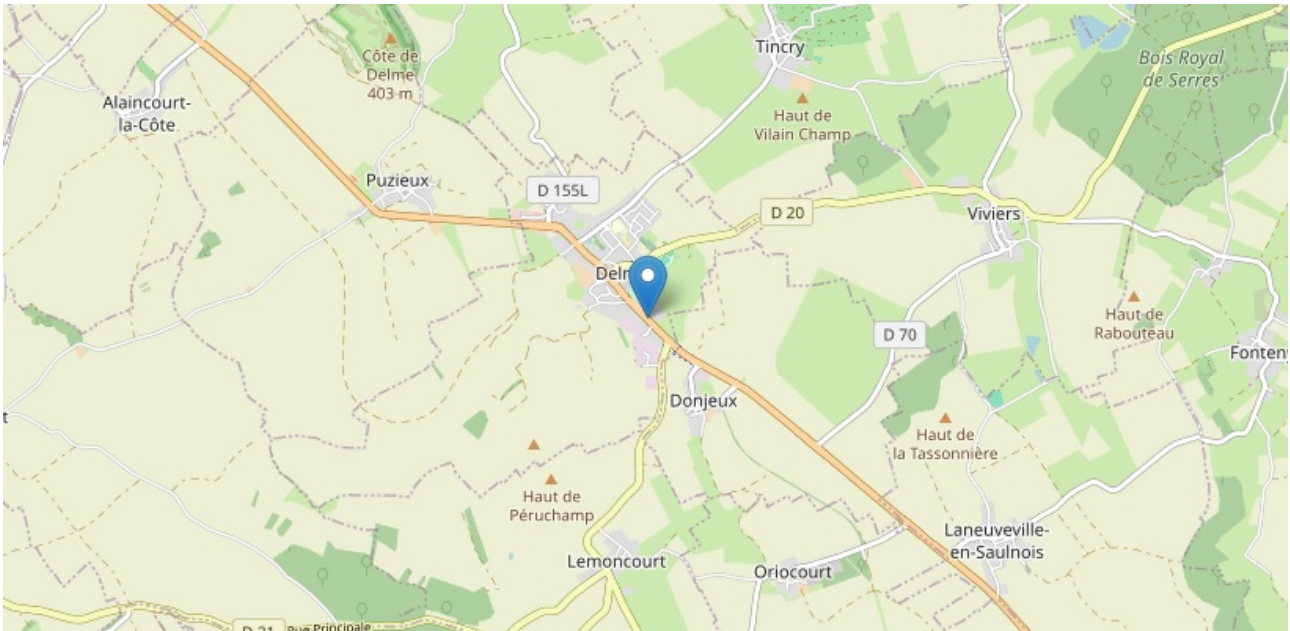 Tincry
Bois Royal
de Serres
Côte de
Delme
403 m
Alaincourt-
la-Côte
Haut de
Vilain Champ
Puzieux
D 155L
D 20
Viviers
Haut de
Rabouteau
D 70
Donjeux
Haut de
la Tassonnière
Haut de
Péruchamp
Laneuveville-
en-Saulnois
Lemoncourt
Oriocourt
Rue Principale